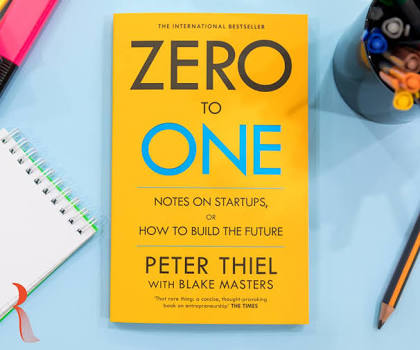 THE INTERNATIONAL BESTSELLER
ZERO
TO
ONE
NOTES ON STARTUPS,
OR
HOW TO BUILD THE FUTURE
PETER THIEL
WITH BLAKE MASTERS
'That rare thing: a concise, thought-provoking
book on entrepreneurship' THE TIMES